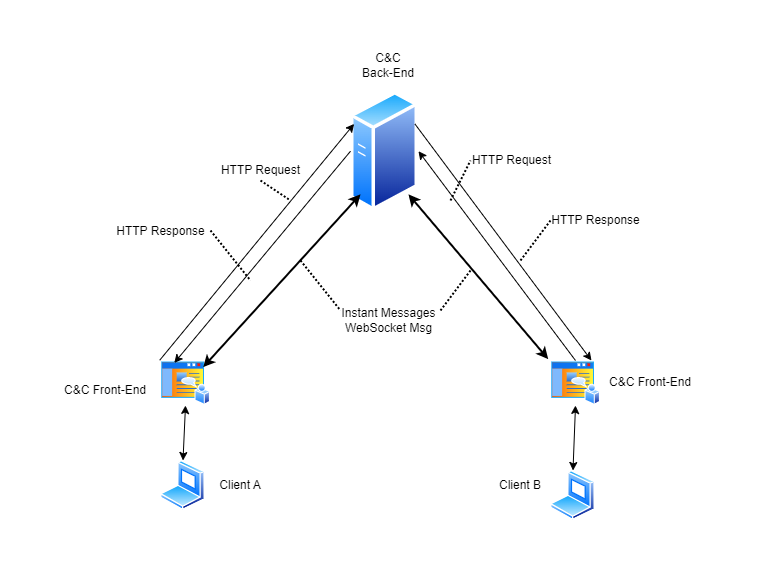 C&C
Back-End
HTTP Request
HTTP Request
HTTP Response
HTTP Response
Instant Messages
WebSocket Msg
C&C Front-End
C&C Front-End
Client A
Client B